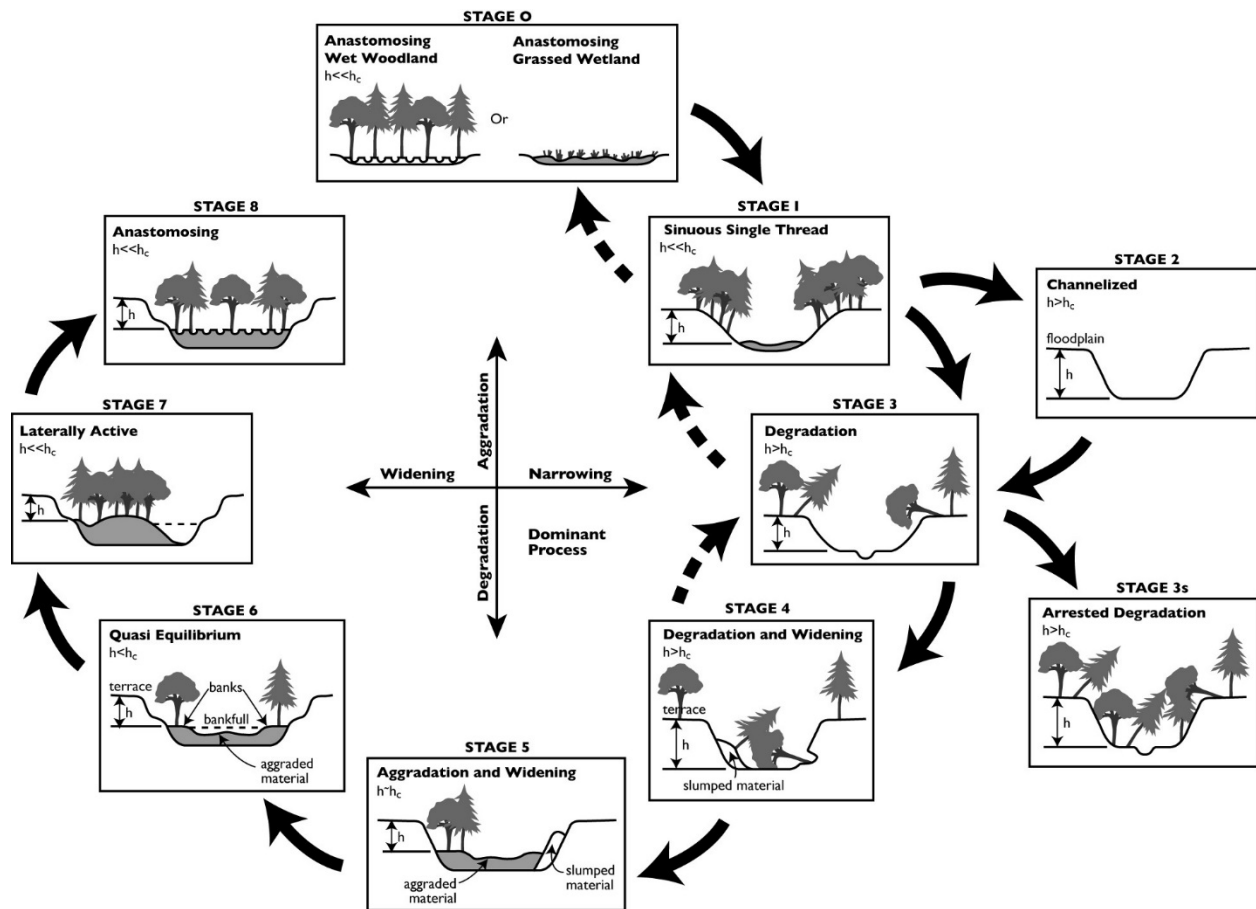 STAGE O
Anastomosing
Wet Woodland
h<<hc
Or
Anastomosing
Grassed Wetland
STAGE I
Sinuous Single Thread
h<<hc
h
STAGE 2
Channelized
h>hc
floodplain
h
STAGE 3
Degradation
h>hc
h
STAGE 3s
Arrested Degradation
h>hc
h
STAGE 4
Degradation and Widening
h>hc
terrace
h
slumped material
STAGE 5
Aggradation and Widening
h~hc
h
aggraded
material
slumped
material
STAGE 6
Quasi Equilibrium
h<hc
terrace
banks
h
bankfull
aggraded
material
STAGE 7
Laterally Active
h<<hc
h
STAGE 8
Anastomosing
h<<hc
h
Aggradation
Widening
Narrowing
Degradation
Dominant
Process